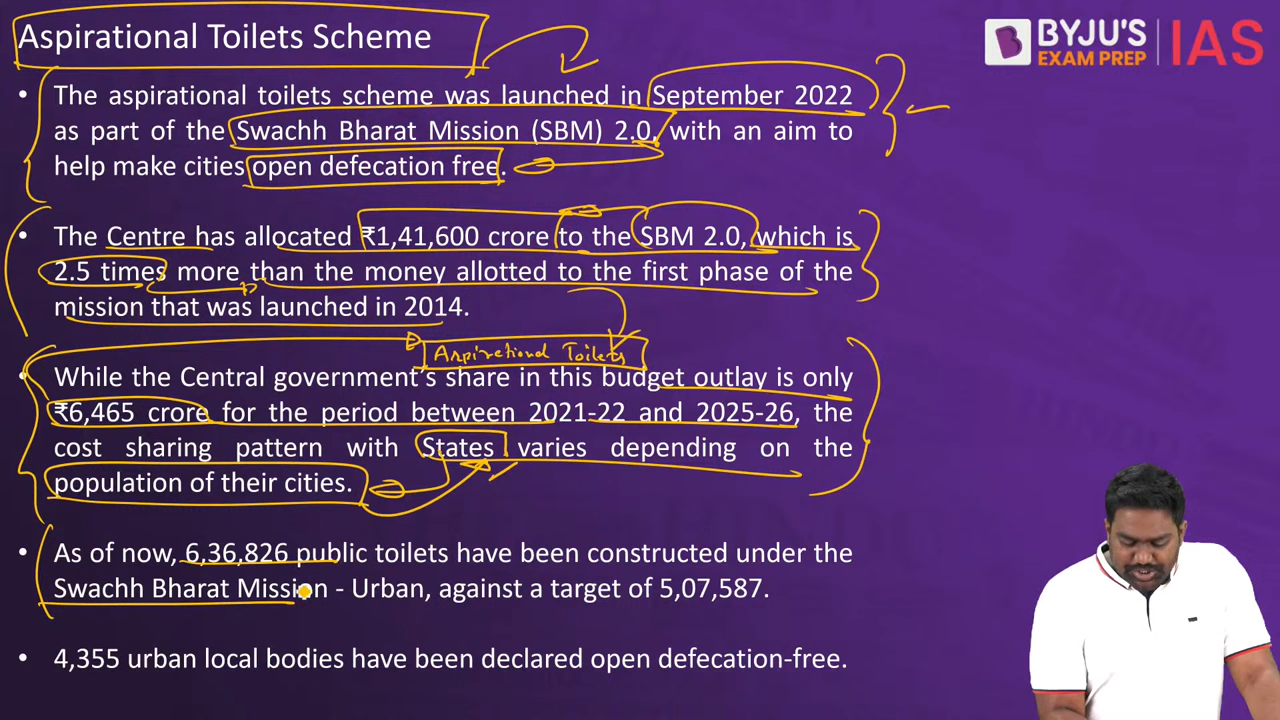 Aspirational Toilets Scheme
BYJU'S
EXAM PREP
IAS
• The aspirational toilets scheme was launched in September 2022
as part of the Swachh Bharat Mission (SBM) 2.0, with an aim to
help make cities open defecation free.
• The Centre has allocated ₹1,41,600 crore to the SBM 2.0, which is
2.5 times more than the money allotted to the first phase of the
mission that was launched in 2014.
Aspirational Toilets
• While the Central government's share in this budget outlay is only
₹6,465 crore for the period between 2021-22 and 2025-26, the
cost sharing pattern with States varies depending on the
population of their cities.
• As of now, 6,36,826 public toilets have been constructed under the
Swachh Bharat Mission - Urban, against a target of 5,07,587.
• 4,355 urban local bodies have been declared open defecation-free.